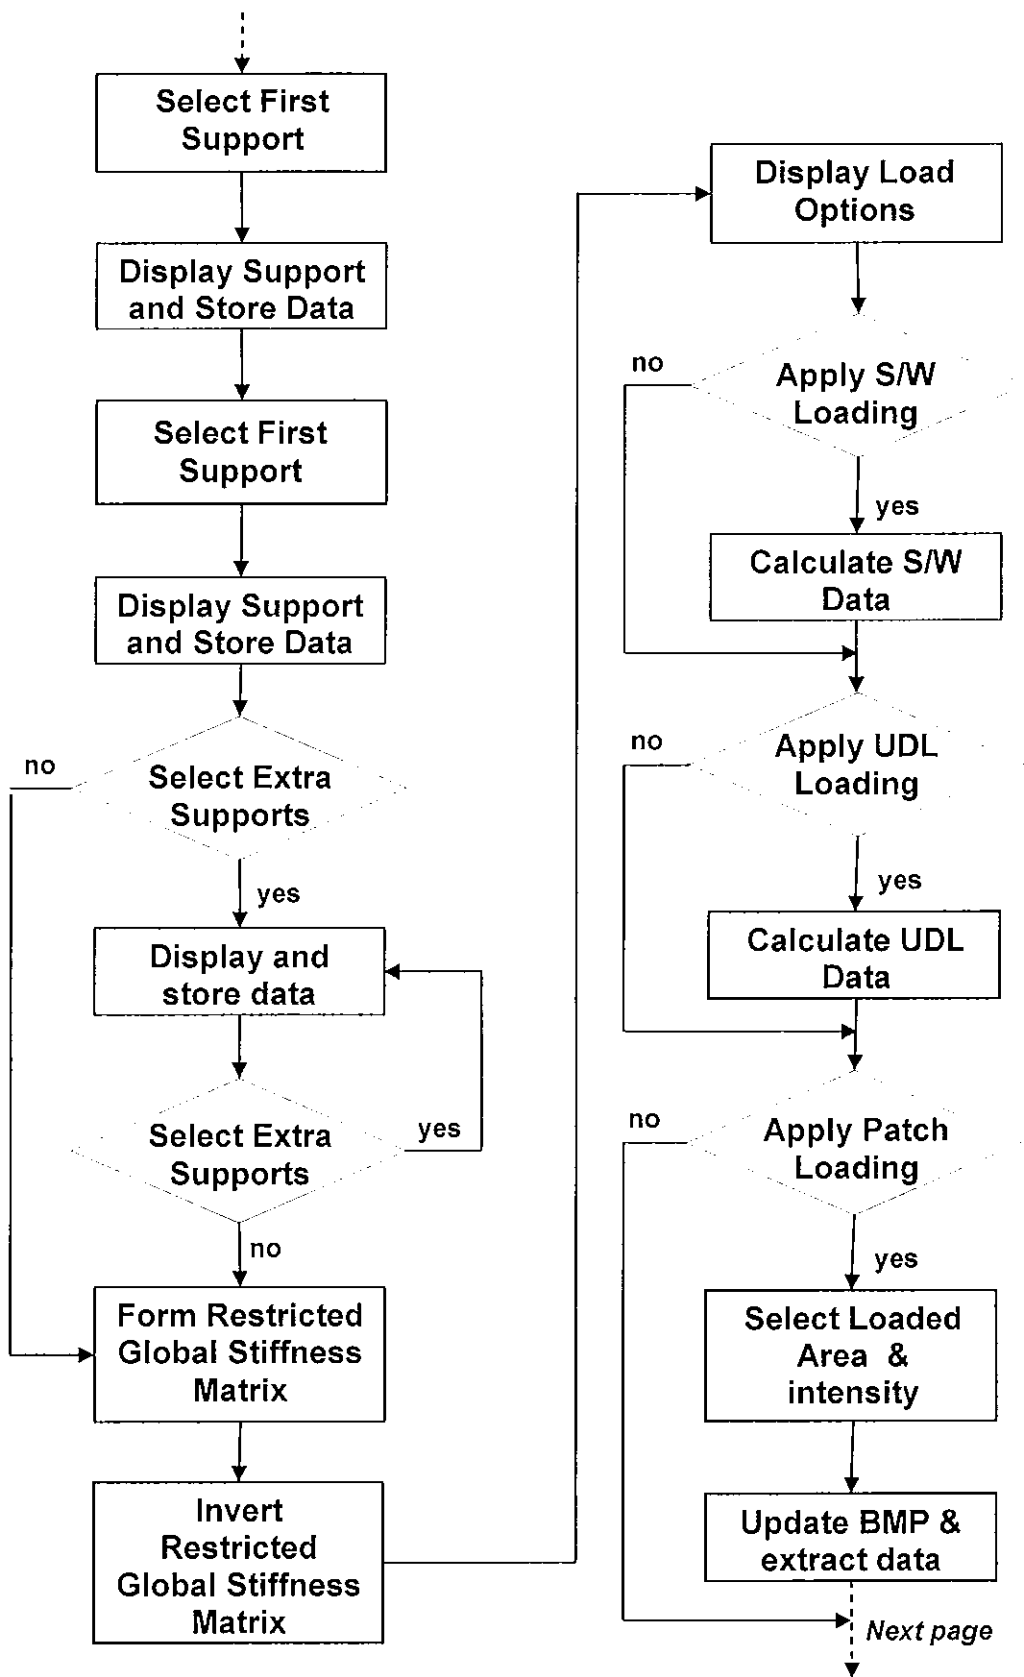 Select First
Support
Display Support
and Store Data
Select First
Support
Display Support
and Store Data
no
Select Extra
Supports
yes
Display and
store data
Select Extra
Supports
yes
no
Form Restricted
Global Stiffness
Matrix
Invert
Restricted
Global Stiffness
Matrix
Display Load
Options
no
Apply S/W
Loading
yes
Calculate S/W
Data
no
Apply UDL
Loading
yes
Calculate UDL
Data
no
Apply Patch
Loading
yes
Select Loaded
Area &
intensity
Update BMP &
extract data
Next page